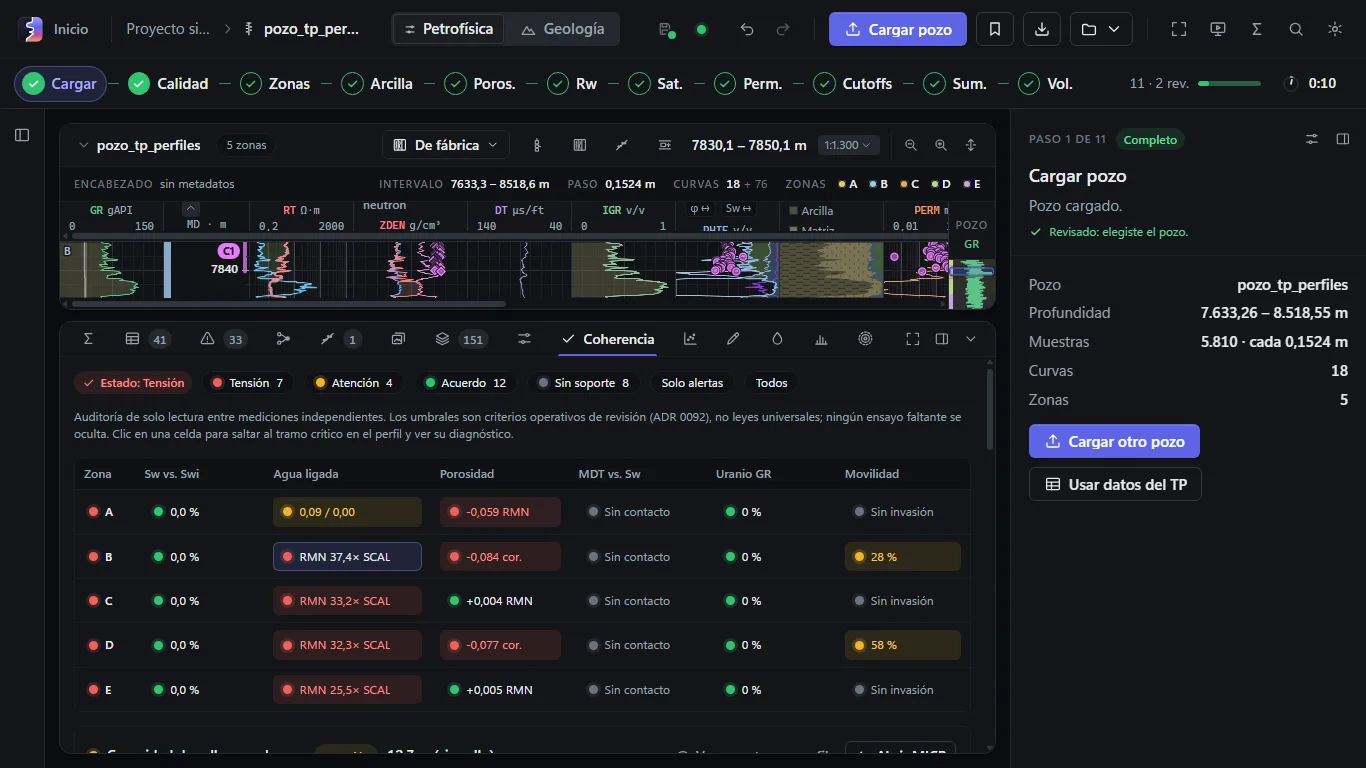 Inicio
Proyecto si...
pozo_tp_per...
Petrofísica
Geología
Cargar pozo
Cargar
Calidad
Zonas
Arcilla
Poros.
Rw
Sat.
Perm.
Cutoffs
Sum.
Vol.
11 · 2 rev.
0:10
pozo_tp_perfiles
5 zonas
De fábrica
7830,1 – 7850,1 m
1:1.300
ENCABEZADO sin metadatos
INTERVALO 7633,3 – 8518,6 m
PASO 0,1524 m
CURVAS 18 + 76
ZONAS A B C D E
GR gAPI
0 150
MD · m
RT Ω·m
0,2 2000
neutron
ZDEN g/cm³
DT µs/ft
140 40
IGR v/v
0 1
φ ↔ Sw ↔
PHIE v/v
Arcilla
Matriz
PERM m
0,01
POZO
GR
B
C1
7840
41
33
1
151
Coherencia
Estado: Tensión
Tensión 7
Atención 4
Acuerdo 12
Sin soporte 8
Solo alertas
Todos
Auditoría de solo lectura entre mediciones independientes. Los umbrales son criterios operativos de revisión (ADR 0092), no leyes universales; ningún ensayo faltante se
oculta. Clic en una celda para saltar al tramo crítico en el perfil y ver su diagnóstico.
Zona Sw vs. Swi Agua ligada Porosidad MDT vs. Sw Uranio GR Movilidad
A 0,0 % 0,09 / 0,00 -0,059 RMN Sin contacto 0 % Sin invasión
B 0,0 % RMN 37,4× SCAL -0,084 cor. Sin contacto 0 % 28 %
C 0,0 % RMN 33,2× SCAL +0,004 RMN Sin contacto 0 % Sin invasión
D 0,0 % RMN 32,3× SCAL -0,077 cor. Sin contacto 0 % 58 %
E 0,0 % RMN 25,5× SCAL +0,005 RMN Sin contacto 0 % Sin invasión
PASO 1 DE 11
Completo
Cargar pozo
Pozo cargado.
Revisado: elegiste el pozo.
Pozo pozo_tp_perfiles
Profundidad 7.633,26 – 8.518,55 m
Muestras 5.810 · cada 0,1524 m
Curvas 18
Zonas 5
Cargar otro pozo
Usar datos del TP